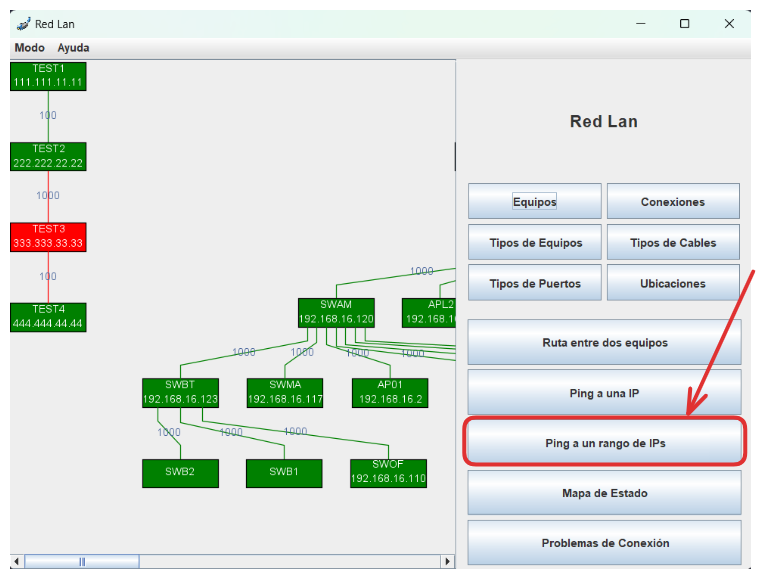 Red Lan
Modo Ayuda
TEST1
111.111.11.11
100
TEST2
222.222.22.22
1000
TEST3
333.333.33.33
100
TEST4
444.444.44.44
1000
SWAM
192.168.16.120
APL2
192.168.1
1000 1000 1000 1000
SWBT
192.168.16.123
SWMA
192.168.16.117
AP01
192.168.16.2
1000 1000 1000
SWB2
SWB1
SWOF
192.168.16.110
Red Lan
Equipos Conexiones
Tipos de Equipos Tipos de Cables
Tipos de Puertos Ubicaciones
Ruta entre dos equipos
Ping a una IP
Ping a un rango de IPs
Mapa de Estado
Problemas de Conexión